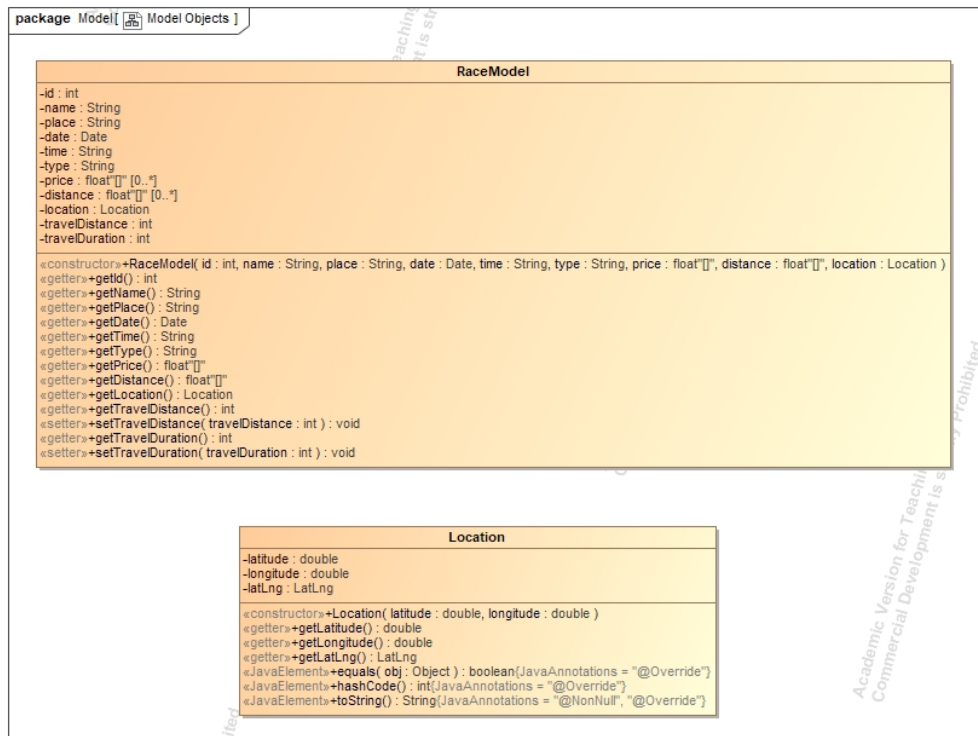 package Model[ Model Objects ]
RaceModel
-id : int
-name : String
-place : String
-date : Date
-time : String
-type : String
-price : float"[]" [0..*]
-distance : float"[]" [0..*]
-location : Location
-travelDistance : int
-travelDuration : int
«constructor»+RaceModel( id : int, name : String, place : String, date : Date, time : String, type : String, price : float"[]", distance : float"[]", location : Location )
«getter»+getId() : int
«getter»+getName() : String
«getter»+getPlace() : String
«getter»+getDate() : Date
«getter»+getTime() : String
«getter»+getType() : String
«getter»+getPrice() : float"[]"
«getter»+getDistance() : float"[]"
«getter»+getLocation() : Location
«getter»+getTravelDistance() : int
«setter»+setTravelDistance( travelDistance : int ) : void
«getter»+getTravelDuration() : int
«setter»+setTravelDuration( travelDuration : int ) : void
Location
-latitude : double
-longitude : double
-latLng : LatLng
«constructor»+Location( latitude : double, longitude : double )
«getter»+getLatitude() : double
«getter»+getLongitude() : double
«getter»+getLatLng() : LatLng
«JavaElement»+equals( obj : Object ) : boolean{JavaAnnotations = "@Override"}
«JavaElement»+hashCode() : int{JavaAnnotations = "@Override"}
«JavaElement»+toString() : String{JavaAnnotations = "@NonNull", "@Override"}
Academic Version for Teaching
Commercial Development is
Prohibited